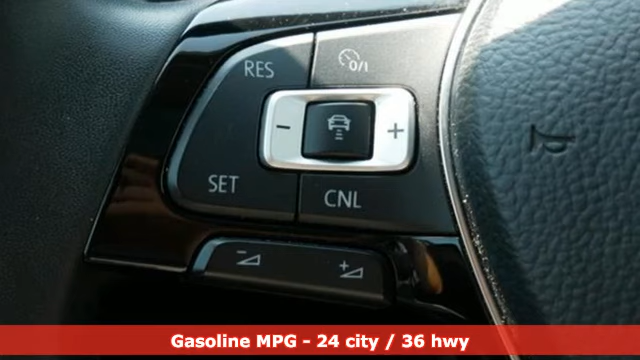 RES
0/I
- +
SET
CNL
- +
Gasoline MPG - 24 city / 36 hwy